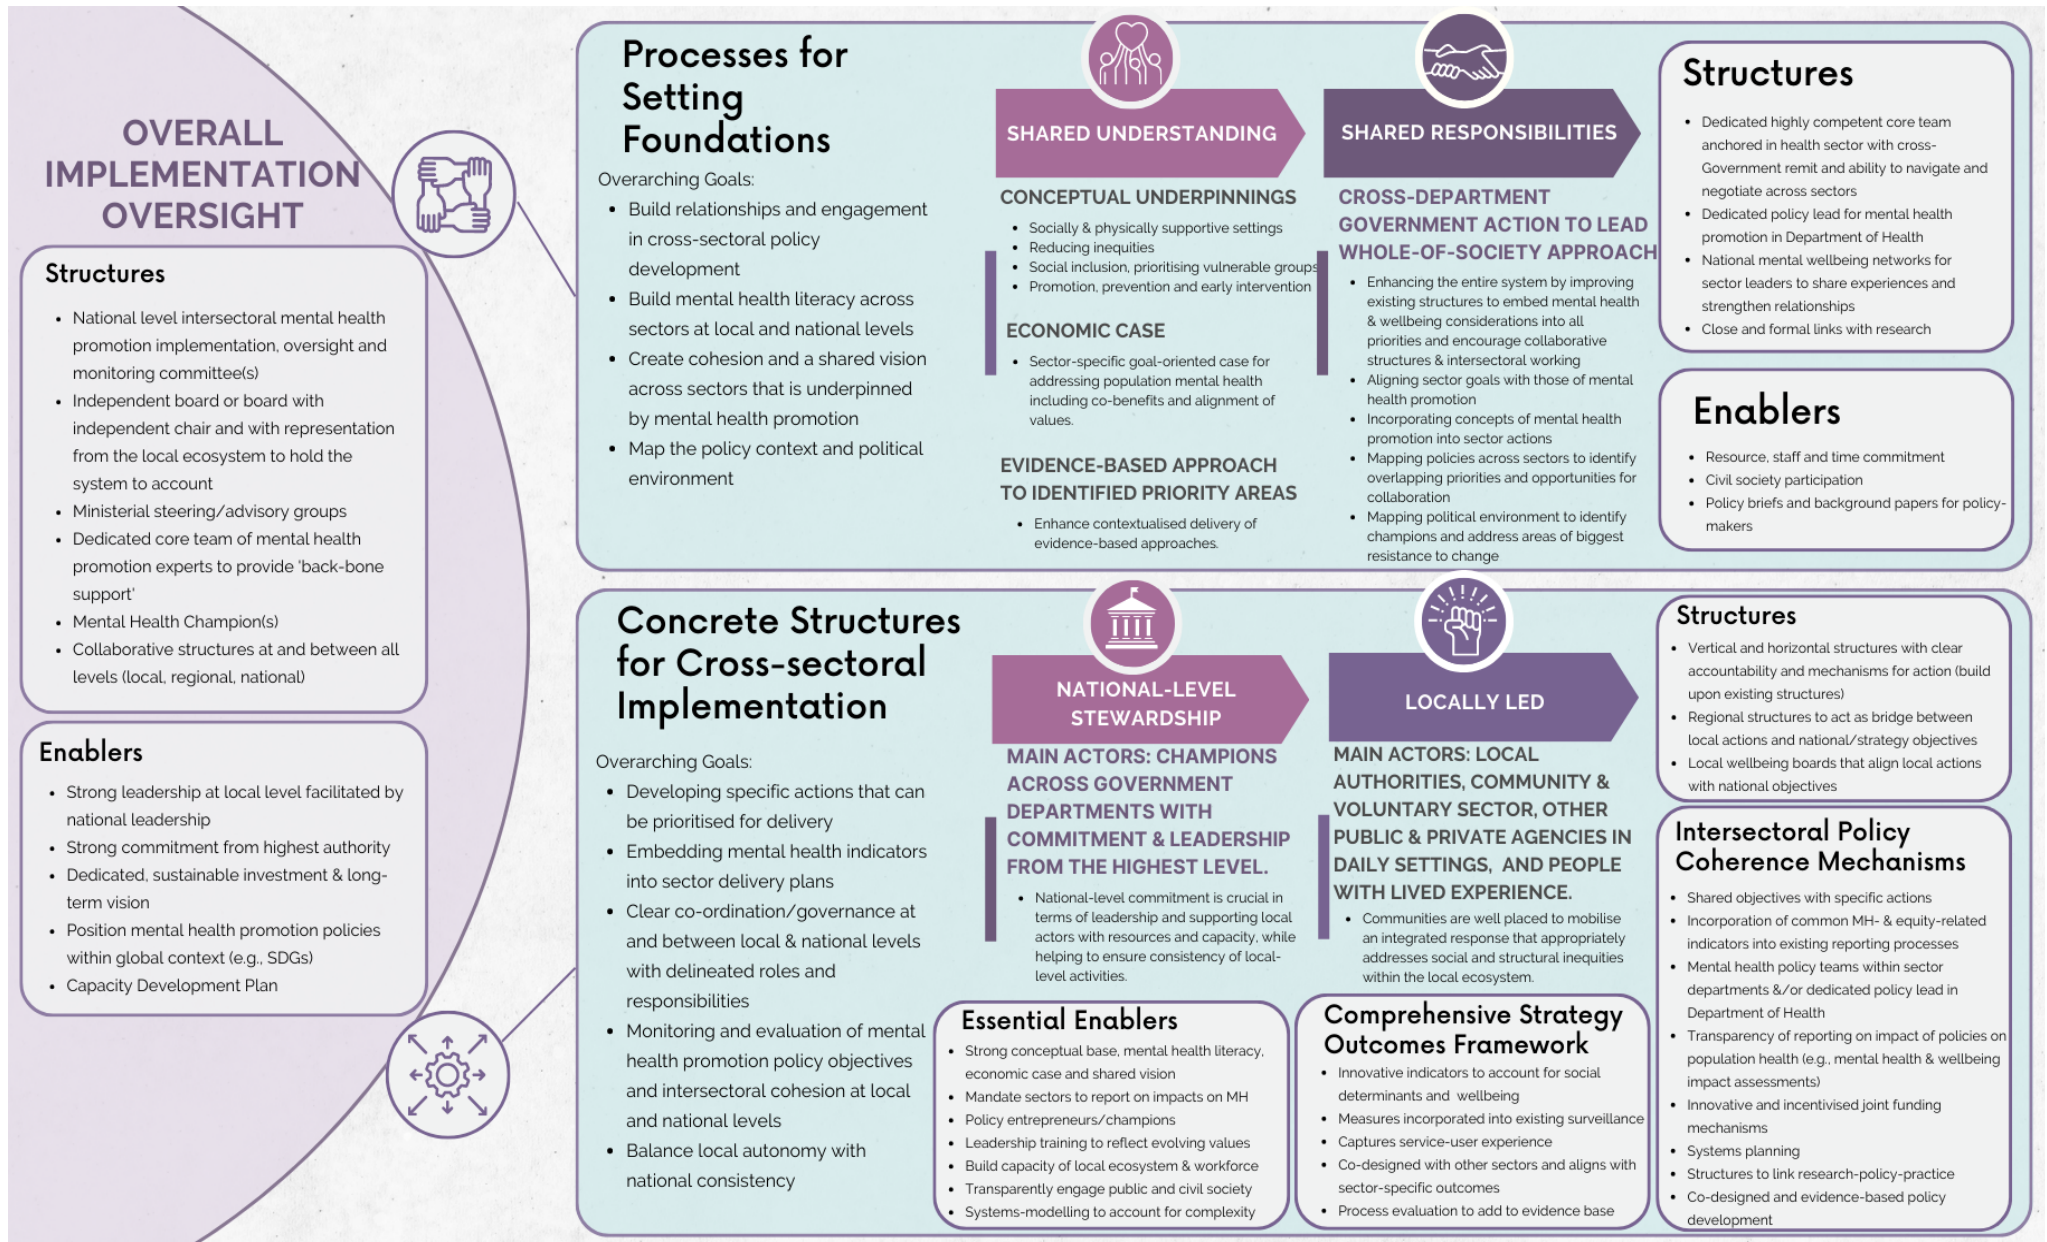 OVERALL
IMPLEMENTATION
OVERSIGHT
Structures
• National level intersectoral mental health
promotion implementation, oversight and
monitoring committee(s)
• Independent board or board with
independent chair and with representation
from the local ecosystem to hold the
system to account
• Ministerial steering/advisory groups
• Dedicated core team of mental health
promotion experts to provide 'back-bone
support'
• Mental Health Champion(s)
• Collaborative structures at and between all
levels (local, regional, national)
Enablers
• Strong leadership at local level facilitated by
national leadership
• Strong commitment from highest authority
• Dedicated, sustainable investment & long-
term vision
• Position mental health promotion policies
within global context (e.g., SDGs)
• Capacity Development Plan
Processes for
Setting
Foundations
Overarching Goals:
• Build relationships and engagement
in cross-sectoral policy
development
• Build mental health literacy across
sectors at local and national levels
• Create cohesion and a shared vision
across sectors that is underpinned
by mental health promotion
• Map the policy context and political
environment
SHARED UNDERSTANDING
CONCEPTUAL UNDERPINNINGS
• Socially & physically supportive settings
• Reducing inequities
• Social inclusion, prioritising vulnerable groups
• Promotion, prevention and early intervention
ECONOMIC CASE
• Sector-specific goal-oriented case for
addressing population mental health
including co-benefits and alignment of
values.
EVIDENCE-BASED APPROACH
TO IDENTIFIED PRIORITY AREAS
• Enhance contextualised delivery of
evidence-based approaches.
SHARED RESPONSIBILITIES
CROSS-DEPARTMENT
GOVERNMENT ACTION TO LEAD
WHOLE-OF-SOCIETY APPROACH
• Enhancing the entire system by improving
existing structures to embed mental health
& wellbeing considerations into all
priorities and encourage collaborative
structures & intersectoral working
• Aligning sector goals with those of mental
health promotion
• Incorporating concepts of mental health
promotion into sector actions
• Mapping policies across sectors to identify
overlapping priorities and opportunities for
collaboration
• Mapping political environment to identify
champions and address areas of biggest
resistance to change
Structures
• Dedicated highly competent core team
anchored in health sector with cross-
Government remit and ability to navigate and
negotiate across sectors
• Dedicated policy lead for mental health
promotion in Department of Health
• National mental wellbeing networks for
sector leaders to share experiences and
strengthen relationships
• Close and formal links with research
Enablers
• Resource, staff and time commitment
• Civil society participation
• Policy briefs and background papers for policy-
makers
Concrete Structures
for Cross-sectoral
Implementation
Overarching Goals:
• Developing specific actions that can
be prioritised for delivery
• Embedding mental health indicators
into sector delivery plans
• Clear co-ordination/governance at
and between local & national levels
with delineated roles and
responsibilities
• Monitoring and evaluation of mental
health promotion policy objectives
and intersectoral cohesion at local
and national levels
• Balance local autonomy with
national consistency
NATIONAL-LEVEL
STEWARDSHIP
MAIN ACTORS: CHAMPIONS
ACROSS GOVERNMENT
DEPARTMENTS WITH
COMMITMENT & LEADERSHIP
FROM THE HIGHEST LEVEL.
• National-level commitment is crucial in
terms of leadership and supporting local
actors with resources and capacity, while
helping to ensure consistency of local-
level activities.
LOCALLY LED
MAIN ACTORS: LOCAL
AUTHORITIES, COMMUNITY &
VOLUNTARY SECTOR, OTHER
PUBLIC & PRIVATE AGENCIES IN
DAILY SETTINGS, AND PEOPLE
WITH LIVED EXPERIENCE.
• Communities are well placed to mobilise
an integrated response that appropriately
addresses social and structural inequities
within the local ecosystem.
Essential Enablers
• Strong conceptual base, mental health literacy,
economic case and shared vision
• Mandate sectors to report on impacts on MH
• Policy entrepreneurs/champions
• Leadership training to reflect evolving values
• Build capacity of local ecosystem & workforce
• Transparently engage public and civil society
• Systems-modelling to account for complexity
Comprehensive Strategy
Outcomes Framework
• Innovative indicators to account for social
determinants and wellbeing
• Measures incorporated into existing surveillance
• Captures service-user experience
• Co-designed with other sectors and aligns with
sector-specific outcomes
• Process evaluation to add to evidence base
Structures
• Vertical and horizontal structures with clear
accountability and mechanisms for action (build
upon existing structures)
• Regional structures to act as bridge between
local actions and national/strategy objectives
• Local wellbeing boards that align local actions
with national objectives
Intersectoral Policy
Coherence Mechanisms
• Shared objectives with specific actions
• Incorporation of common MH- & equity-related
indicators into existing reporting processes
• Mental health policy teams within sector
departments &/or dedicated policy lead in
Department of Health
• Transparency of reporting on impact of policies on
population health (e.g., mental health & wellbeing
impact assessments)
• Innovative and incentivised joint funding
mechanisms
• Systems planning
• Structures to link research-policy-practice
• Co-designed and evidence-based policy
development